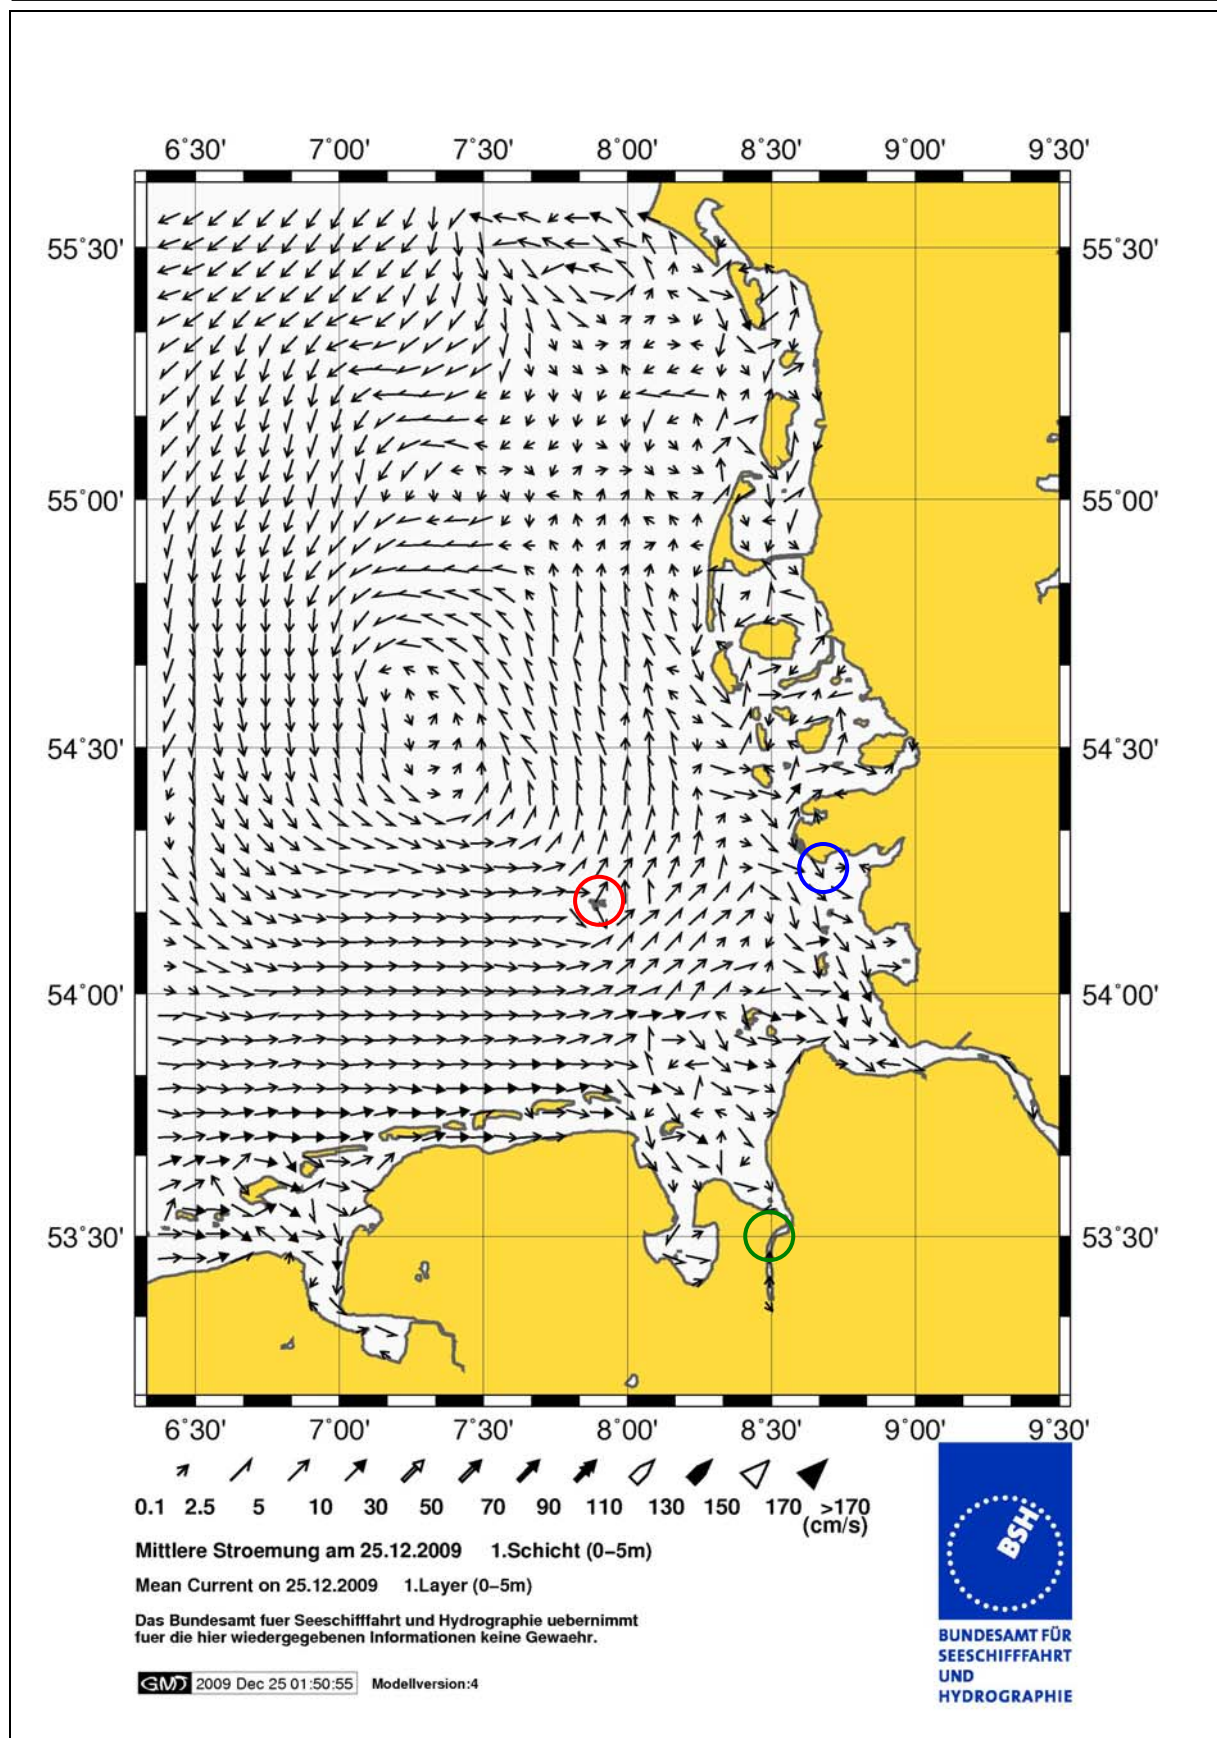 6˚30' 7˚00' 7˚30' 8˚00' 8˚30' 9˚00' 9˚30'
55˚30' 55˚30'
55˚00' 55˚00'
54˚30' 54˚30'
54˚00' 54˚00'
53˚30' 53˚30'
6˚30' 7˚00' 7˚30' 8˚00' 8˚30' 9˚00' 9˚30'
0.1 2.5 5 10 30 50 70 90 110 130 150 170 >170
(cm/s)
Mittlere Stroemung am 25.12.2009 1.Schicht (0–5m)
Mean Current on 25.12.2009 1.Layer (0–5m)
Das Bundesamt fuer Seeschifffahrt und Hydrographie uebernimmt
fuer die hier wiedergegebenen Informationen keine Gewaehr.
GMT 2009 Dec 25 01:50:55 Modellversion:4
BSH
BUNDESAMT FÜR
SEESCHIFFFAHRT
UND
HYDROGRAPHIE